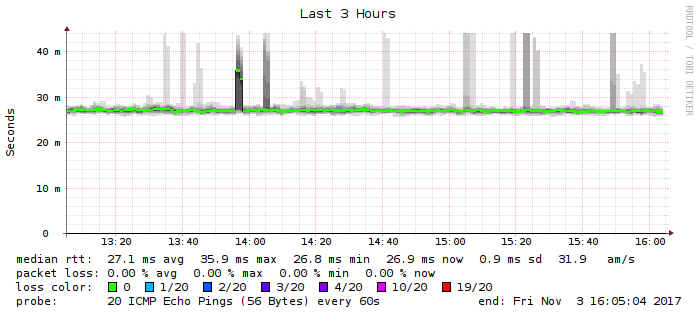 Last 3 Hours
RRDTOOL / TOBI OETIKER
Seconds
40 m
30 m
20 m
10 m
0
13:20 13:40 14:00 14:20 14:40 15:00 15:20 15:40 16:00
median rtt: 27.1 ms avg 35.9 ms max 26.8 ms min 26.9 ms now 0.9 ms sd 31.9 am/s
packet loss: 0.00 % avg 0.00 % max 0.00 % min 0.00 % now
loss color: 0 1/20 2/20 3/20 4/20 10/20 19/20
probe: 20 ICMP Echo Pings (56 Bytes) every 60s end: Fri Nov 3 16:05:04 2017